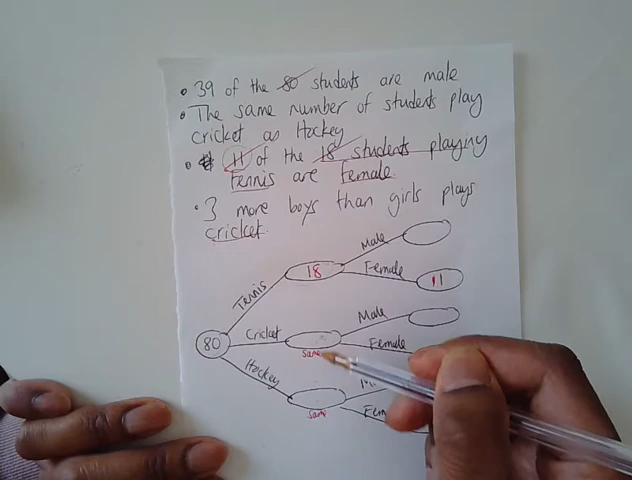 • 39 of the 80 students are male
• The same number of students play
cricket as Hockey
• 11 of the 18 students playing
Tennis are Female.
• 3 more boys than girls plays
cricket.
Male
Tennis 18 Female 11
Male
80 Cricket Female
same
Hockey
same